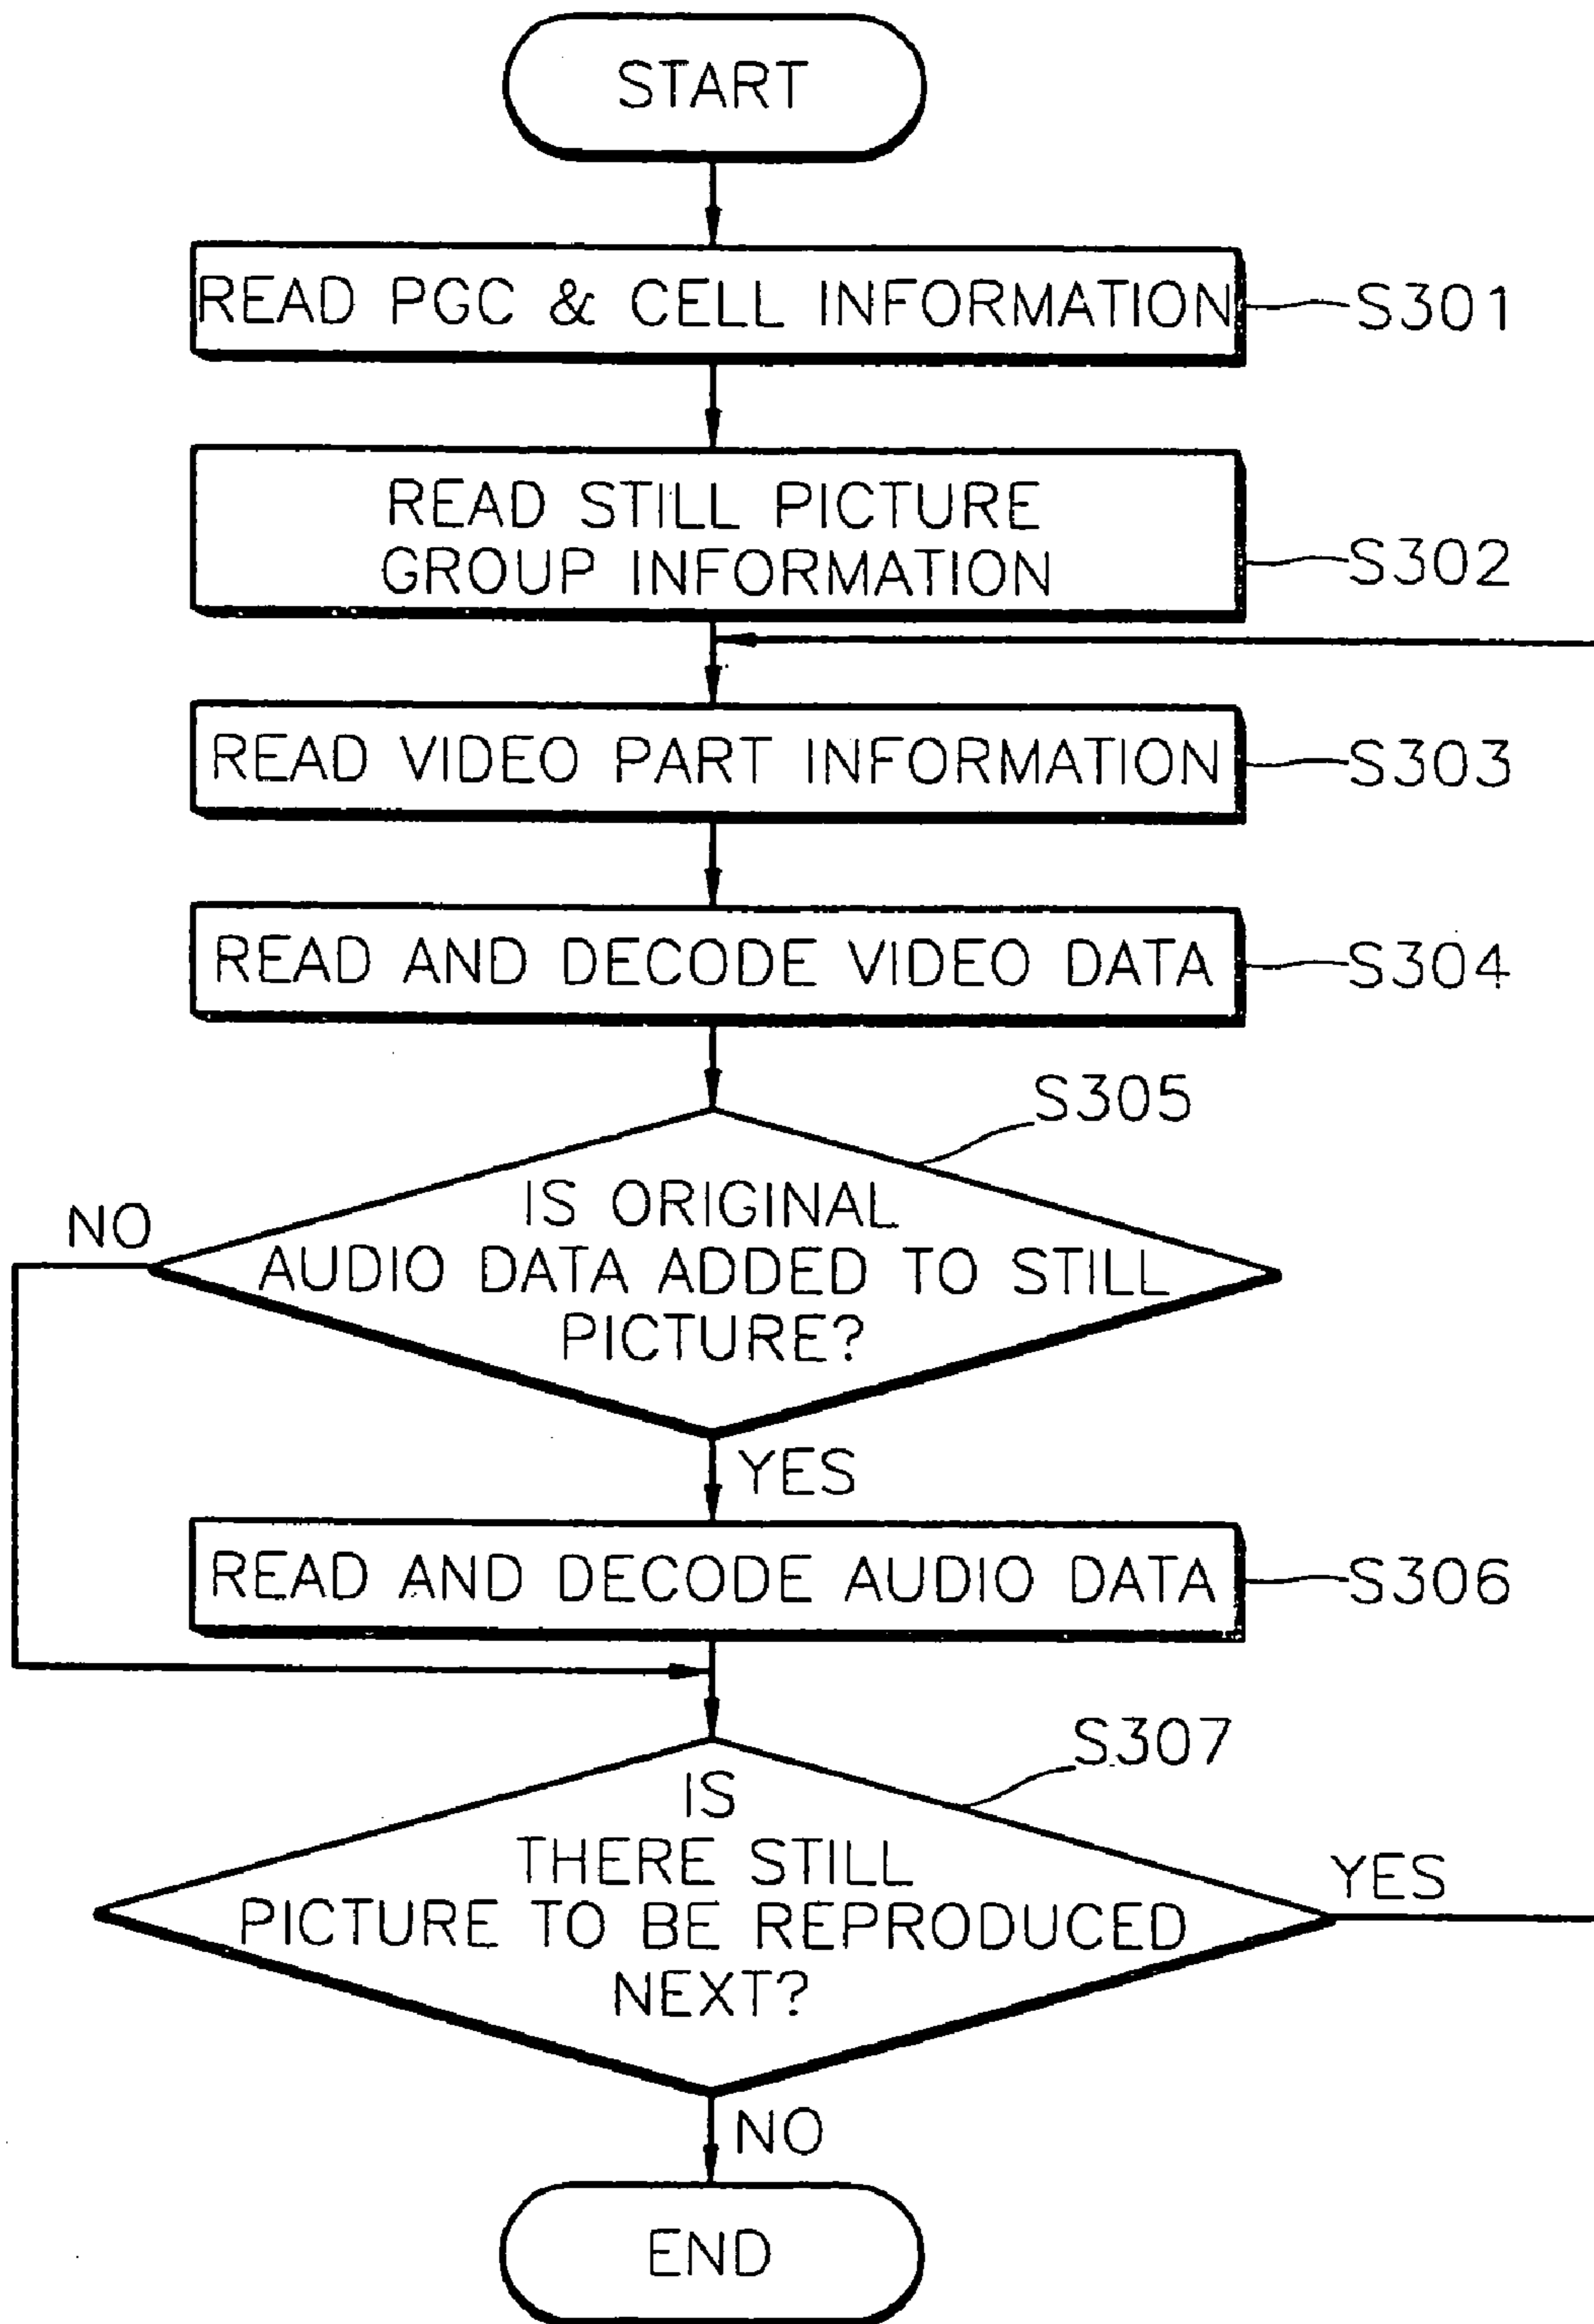 START
READ PGC & CELL INFORMATION
S301
READ STILL PICTURE
GROUP INFORMATION
S302
READ VIDEO PART INFORMATION
S303
READ AND DECODE VIDEO DATA
S304
S305
IS ORIGINAL
AUDIO DATA ADDED TO STILL
PICTURE?
NO
YES
READ AND DECODE AUDIO DATA
S306
S307
IS
THERE STILL
PICTURE TO BE REPRODUCED
NEXT?
YES
NO
END